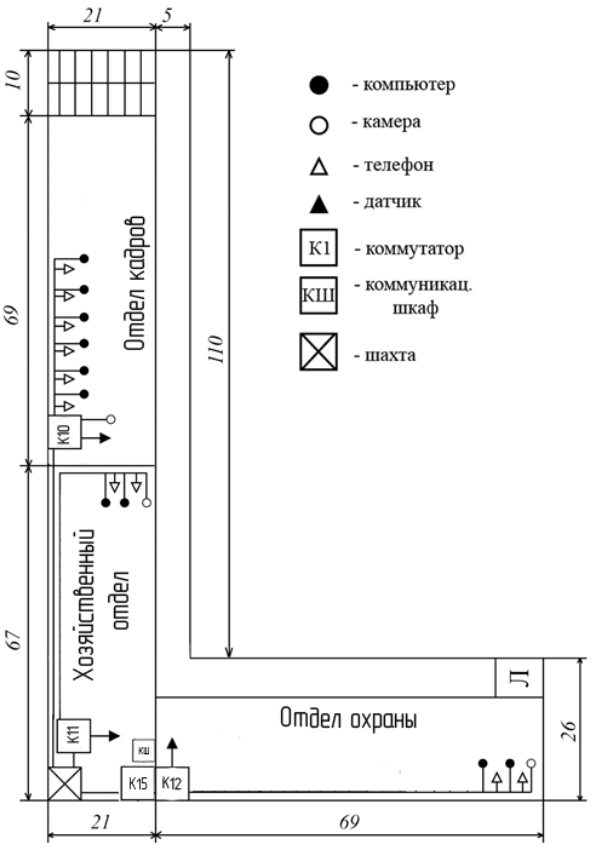 21
5
10
- компьютер
- камера
- телефон
- датчик
К1 - коммутатор
КШ - коммуникац.
шкаф
- шахта
69
Отдел кадров
110
К10
67
Хозяйственный
отдел
Л
Отдел охраны
26
К11
КШ
К15
К12
21
69